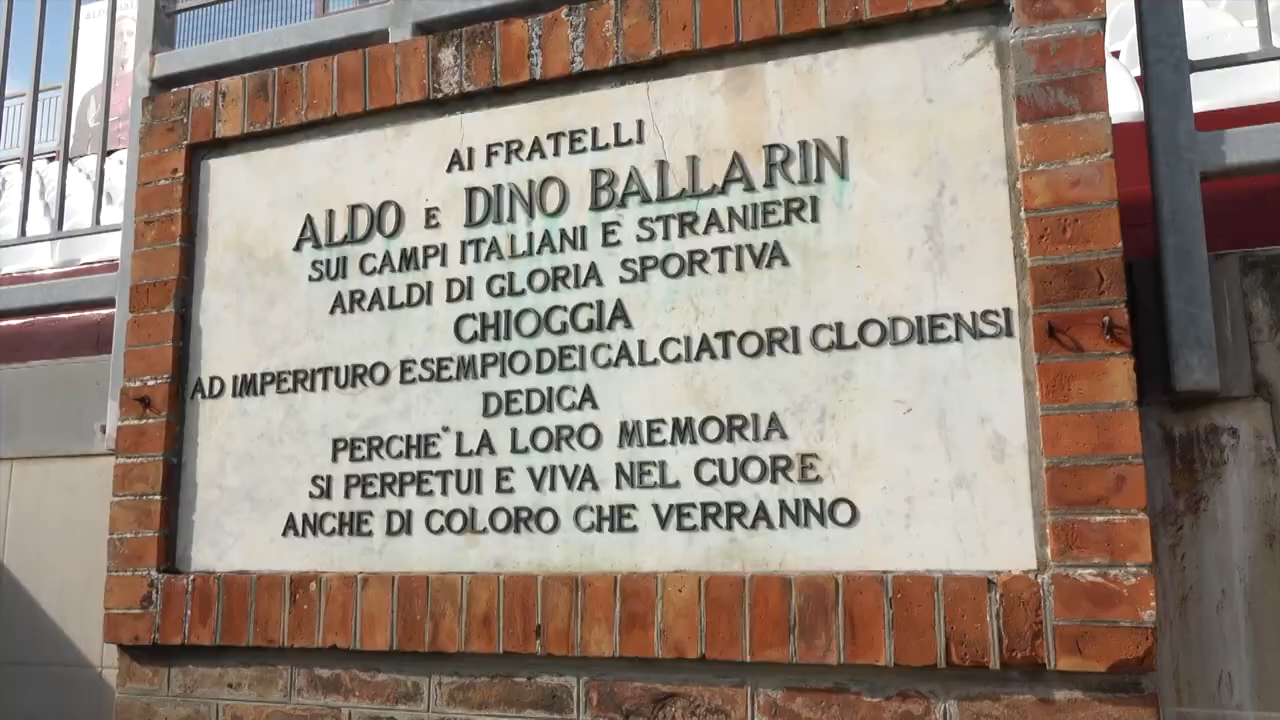 AI FRATELLI
ALDO E DINO BALLARIN
SUI CAMPI ITALIANI E STRANIERI
ARALDI DI GLORIA SPORTIVA
CHIOGGIA
AD IMPERITURO ESEMPIO DEI CALCIATORI CLODIENSI
DEDICA
PERCHE' LA LORO MEMORIA
SI PERPETUI E VIVA NEL CUORE
ANCHE DI COLORO CHE VERRANNO